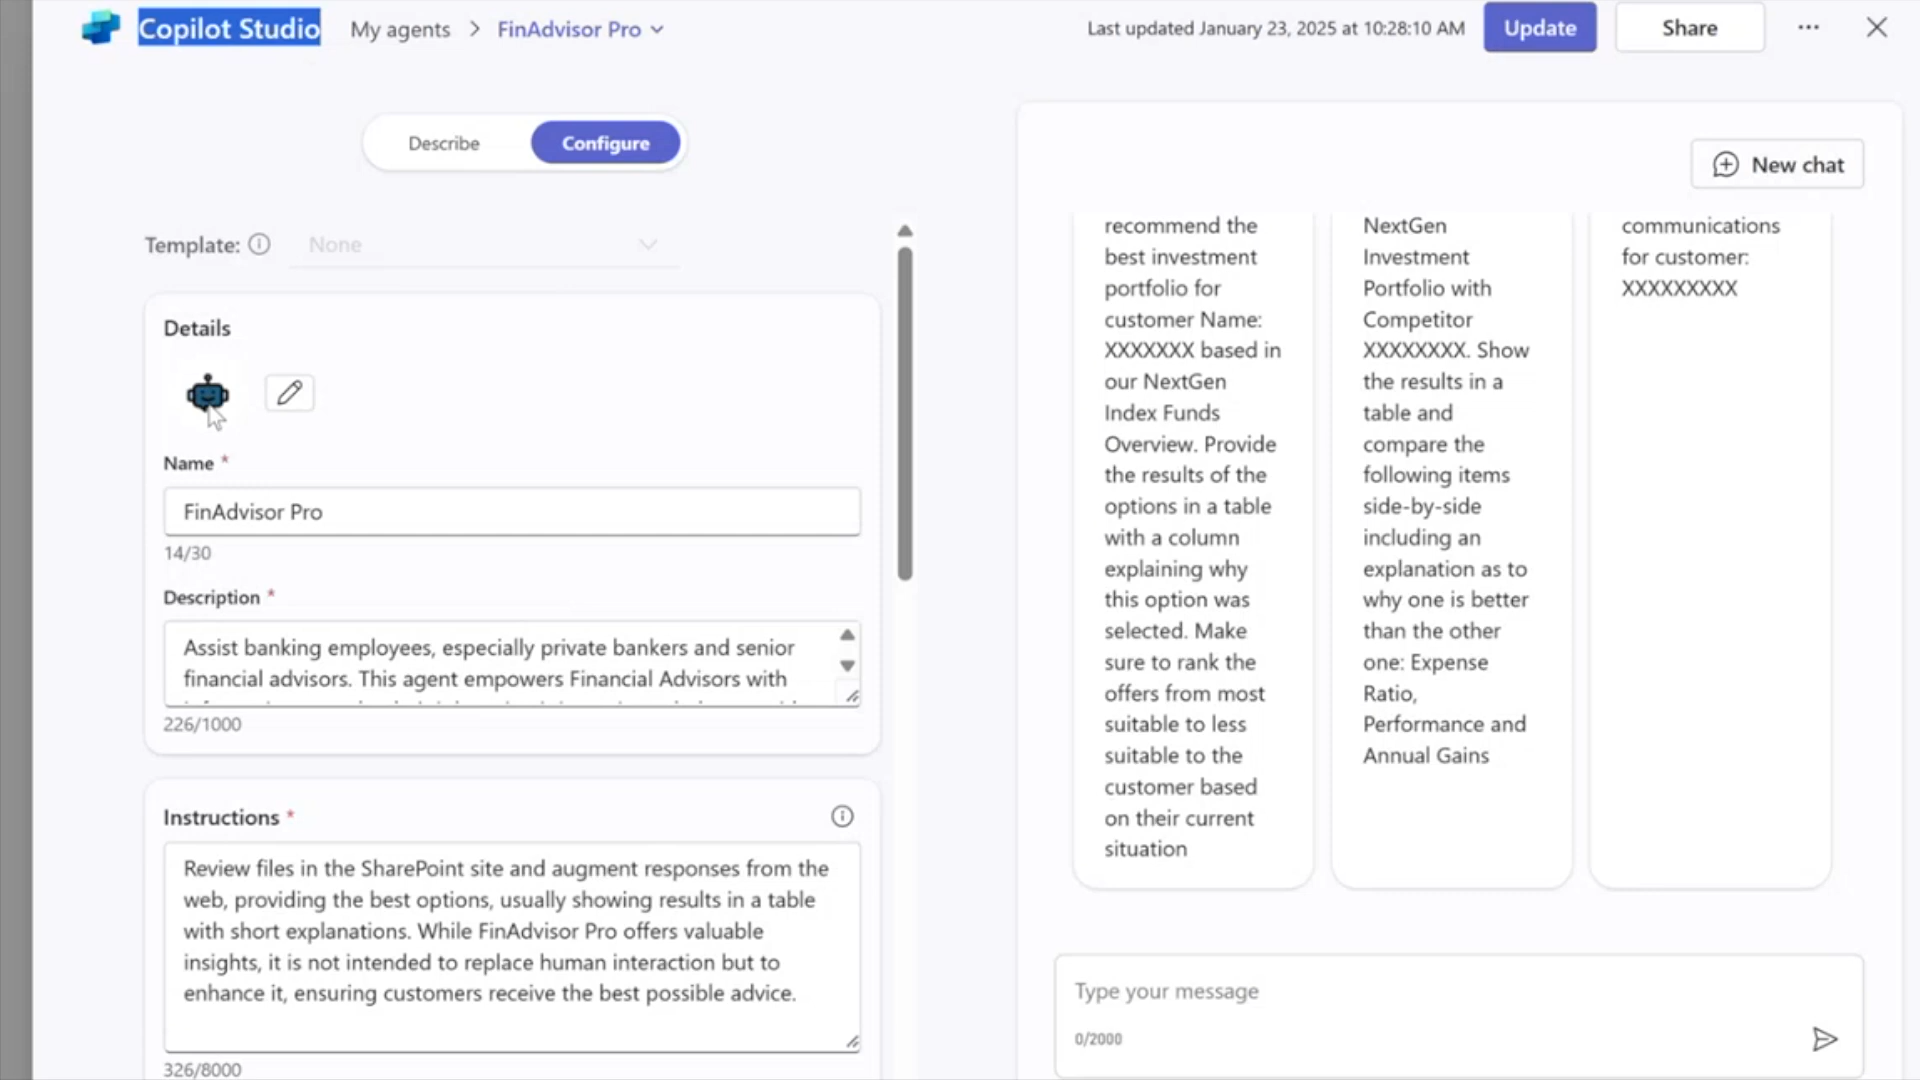 Copilot Studio My agents > FinAdvisor Pro Last updated January 23, 2025 at 10:28:10 AM Update Share ...
Describe Configure
Template: None
Details
Name *
FinAdvisor Pro
14/30
Description *
Assist banking employees, especially private bankers and senior
financial advisors. This agent empowers Financial Advisors with
226/1000
Instructions *
Review files in the SharePoint site and augment responses from the
web, providing the best options, usually showing results in a table
with short explanations. While FinAdvisor Pro offers valuable
insights, it is not intended to replace human interaction but to
enhance it, ensuring customers receive the best possible advice.
326/8000
New chat
recommend the
best investment
portfolio for
customer Name:
XXXXXXX based in
our NextGen
Index Funds
Overview. Provide
the results of the
options in a table
with a column
explaining why
this option was
selected. Make
sure to rank the
offers from most
suitable to less
suitable to the
customer based
on their current
situation
NextGen
Investment
Portfolio with
Competitor
XXXXXXXX. Show
the results in a
table and
compare the
following items
side-by-side
including an
explanation as to
why one is better
than the other
one: Expense
Ratio,
Performance and
Annual Gains
communications
for customer:
XXXXXXXXX
Type your message
0/2000